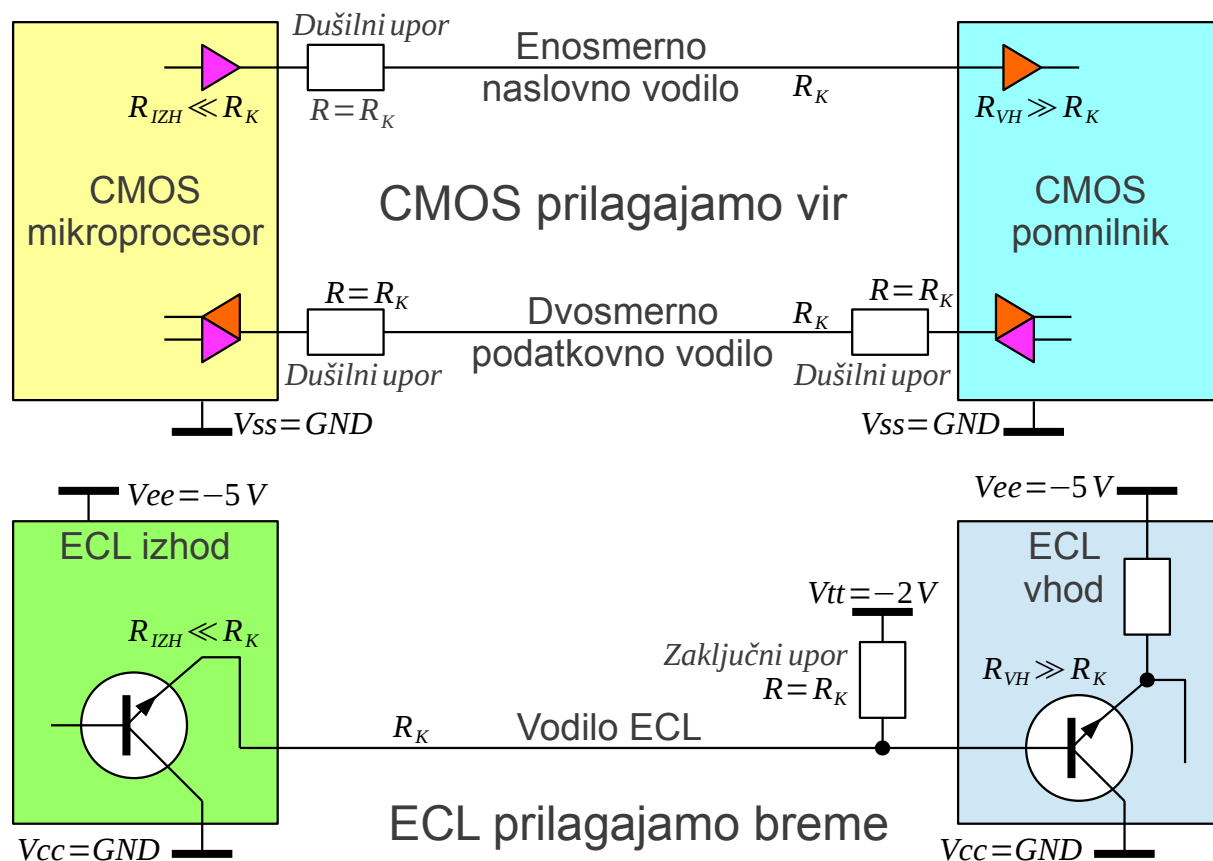 Dušilni upor
Enosmerno
naslovno vodilo
R_IZH ≪ R_K
R = R_K
R_K
R_VH ≫ R_K
CMOS
mikroprocesor
CMOS prilagajamo vir
CMOS
pomnilnik
R = R_K
Dvosmerno
podatkovno vodilo
R_K
R = R_K
Dušilni upor
Dušilni upor
Vss = GND
Vss = GND
Vee = −5 V
Vee = −5 V
ECL izhod
ECL
vhod
Vtt = −2 V
R_IZH ≪ R_K
Zaključni upor
R = R_K
R_VH ≫ R_K
R_K
Vodilo ECL
ECL prilagajamo breme
Vcc = GND
Vcc = GND